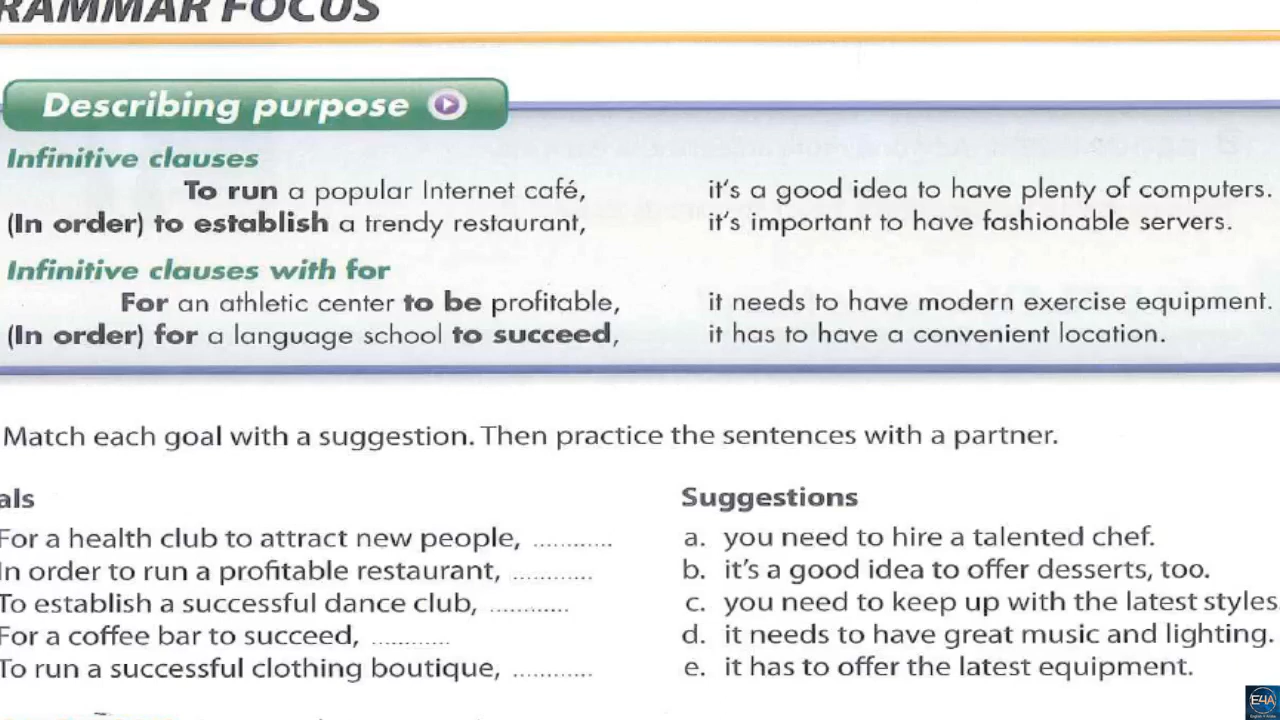 RAMMAR FOCUS
Describing purpose
Infinitive clauses
To run a popular Internet café, it's a good idea to have plenty of computers.
(In order) to establish a trendy restaurant, it's important to have fashionable servers.
Infinitive clauses with for
For an athletic center to be profitable, it needs to have modern exercise equipment.
(In order) for a language school to succeed, it has to have a convenient location.
Match each goal with a suggestion. Then practice the sentences with a partner.
als Suggestions
For a health club to attract new people, ............ a. you need to hire a talented chef.
In order to run a profitable restaurant, ............ b. it's a good idea to offer desserts, too.
To establish a successful dance club, ............ c. you need to keep up with the latest styles.
For a coffee bar to succeed, ............ d. it needs to have great music and lighting.
To run a successful clothing boutique, ............ e. it has to offer the latest equipment.
E4A